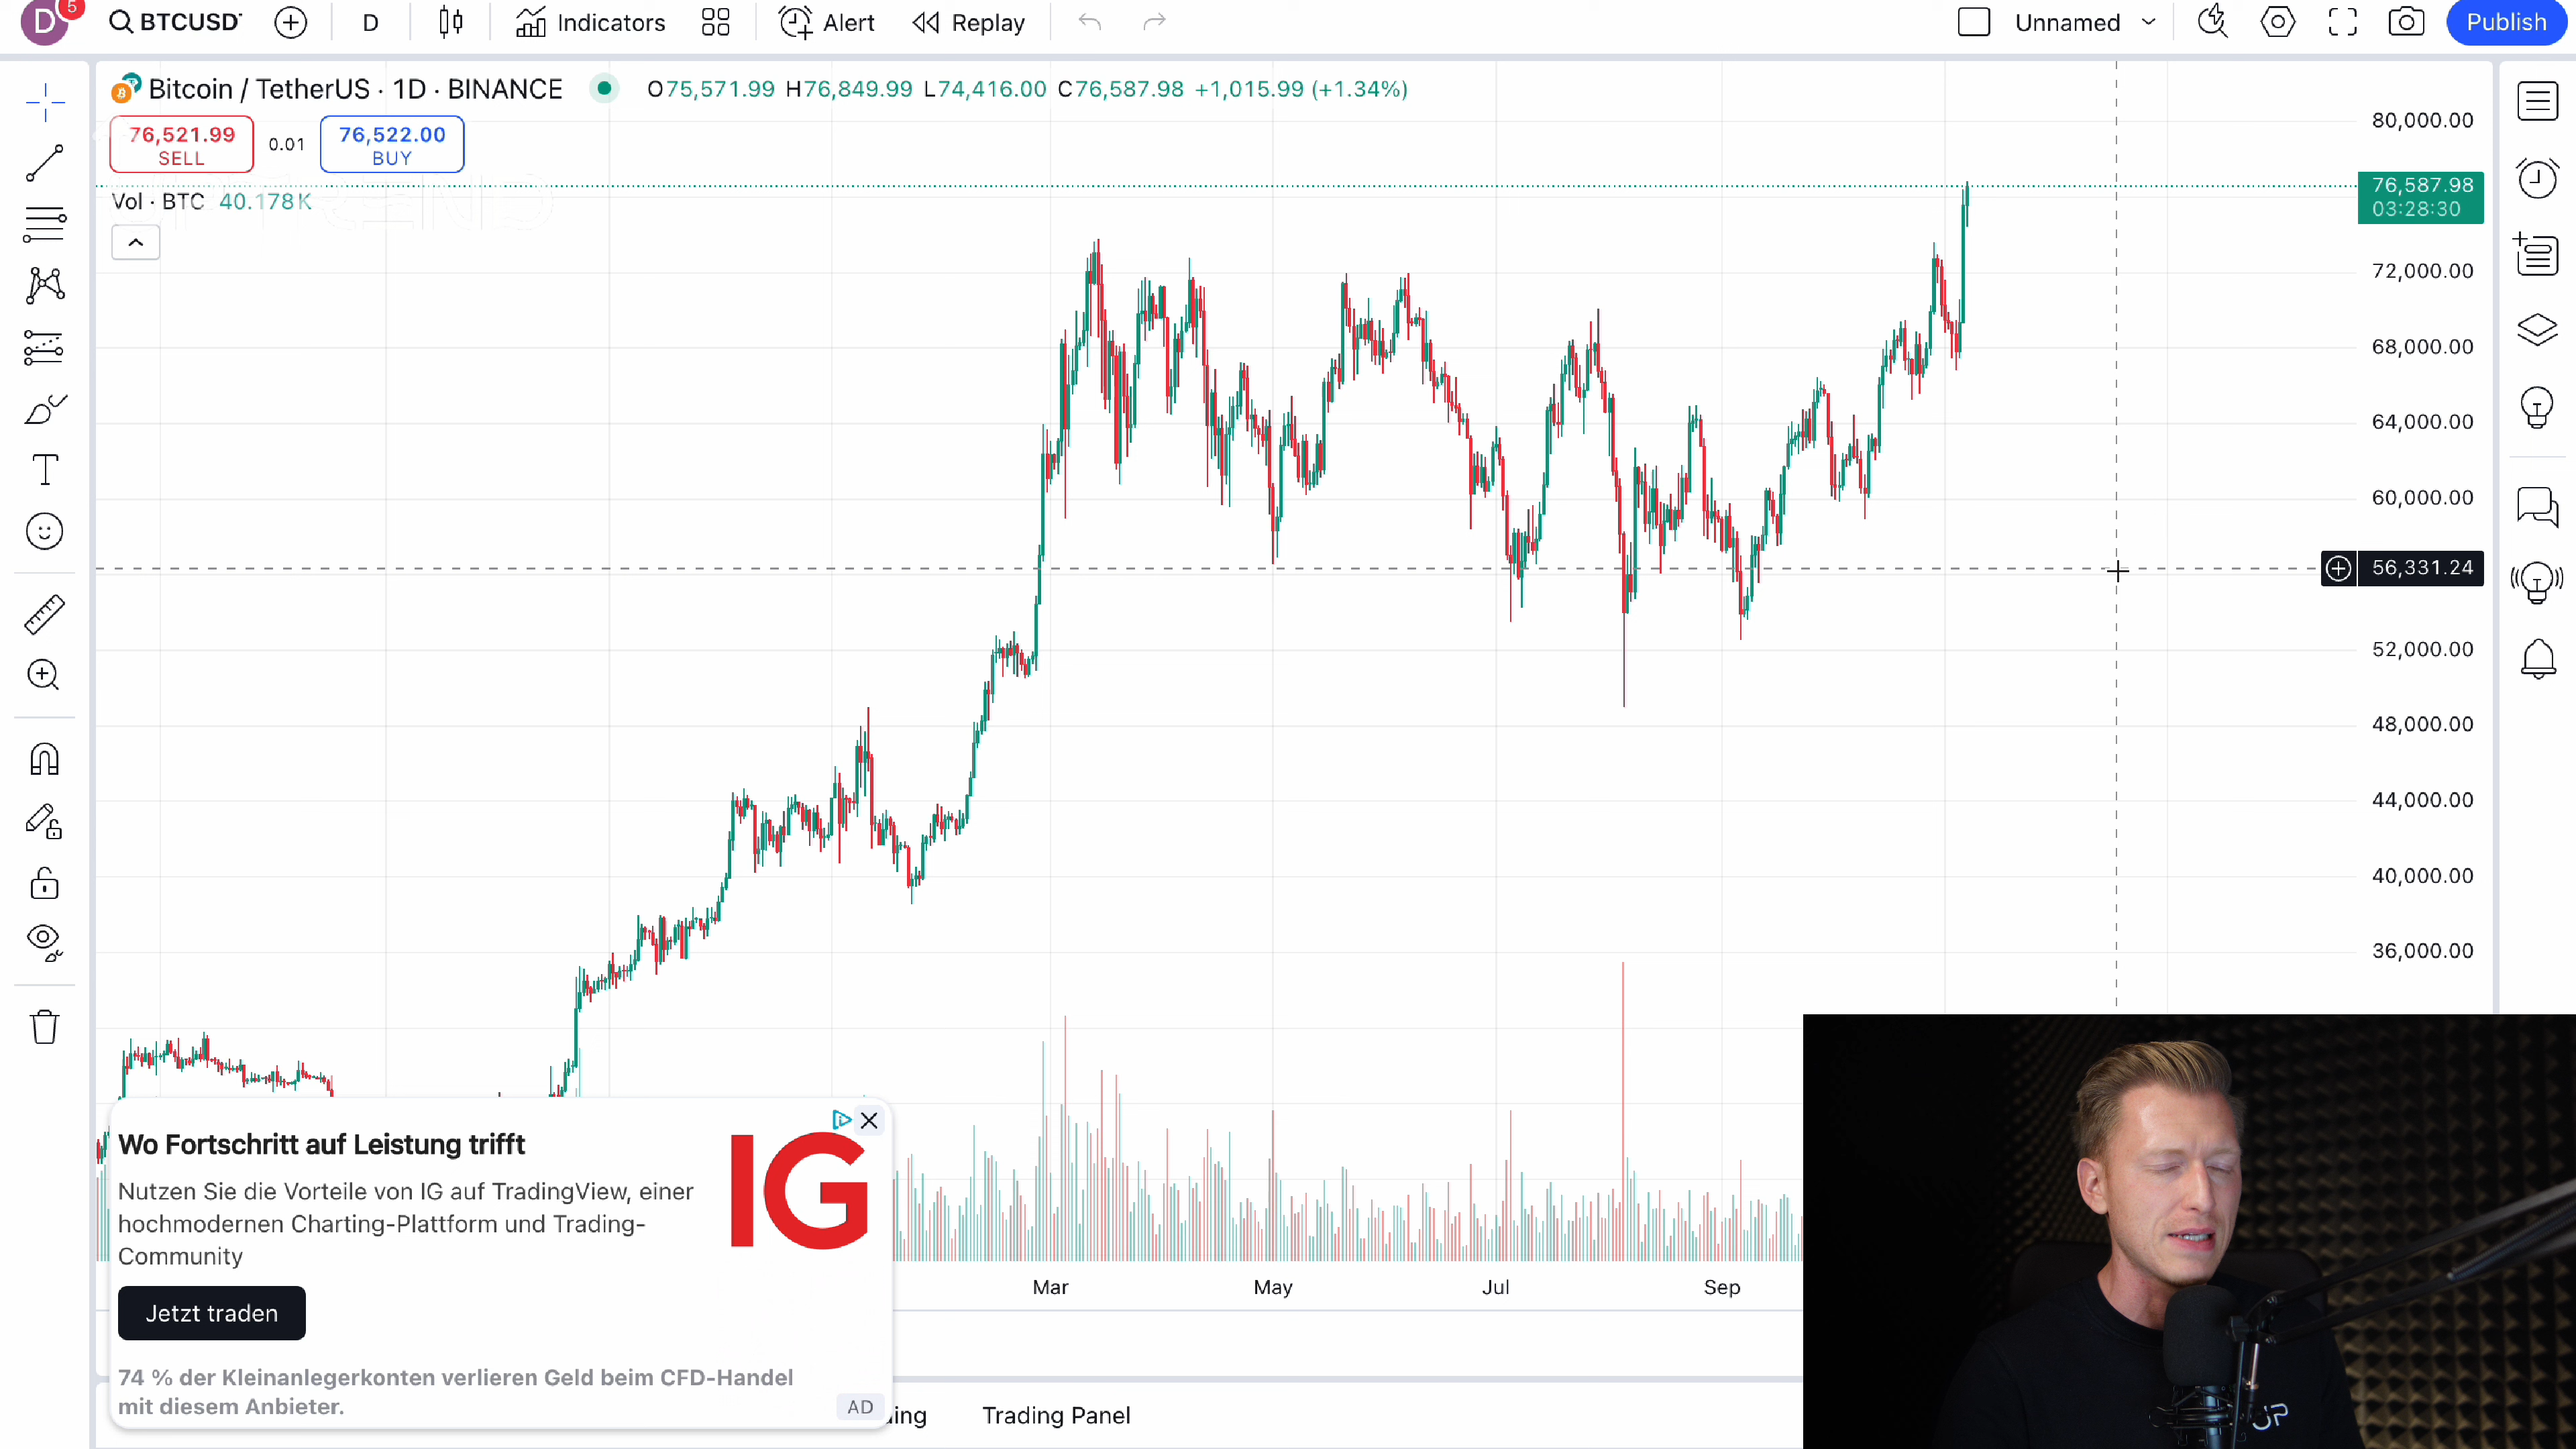 D
5
BTCUSDT
D
Indicators
Alert
Replay
Unnamed
Publish
Bitcoin / TetherUS · 1D · BINANCE
O75,571.99 H76,849.99 L74,416.00 C76,587.98 +1,015.99 (+1.34%)
76,521.99
SELL
0.01
76,522.00
BUY
Vol · BTC 40.178K
80,000.00
76,587.98
03:28:30
72,000.00
68,000.00
64,000.00
60,000.00
56,331.24
52,000.00
48,000.00
44,000.00
40,000.00
36,000.00
Mar
May
Jul
Sep
Wo Fortschritt auf Leistung trifft
Nutzen Sie die Vorteile von IG auf TradingView, einer
hochmodernen Charting-Plattform und Trading-
Community
IG
Jetzt traden
74 % der Kleinanlegerkonten verlieren Geld beim CFD-Handel
mit diesem Anbieter.
AD
Trading Panel